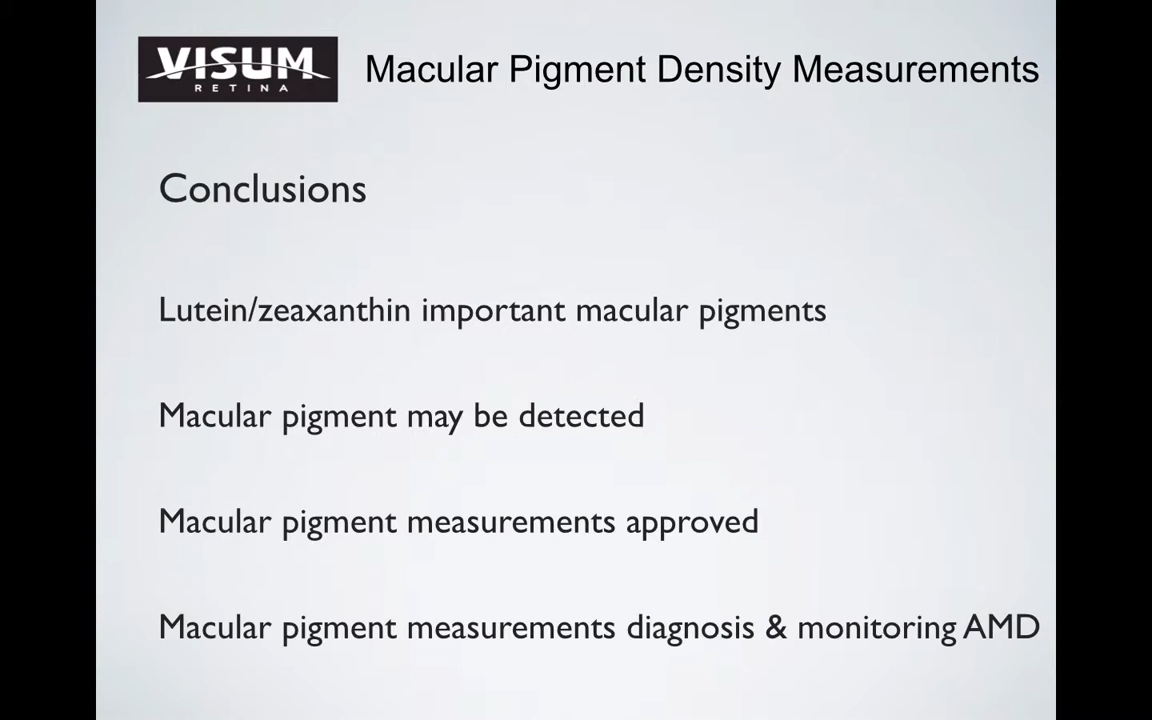 VISUM
RETINA
Macular Pigment Density Measurements
Conclusions
Lutein/zeaxanthin important macular pigments
Macular pigment may be detected
Macular pigment measurements approved
Macular pigment measurements diagnosis & monitoring AMD